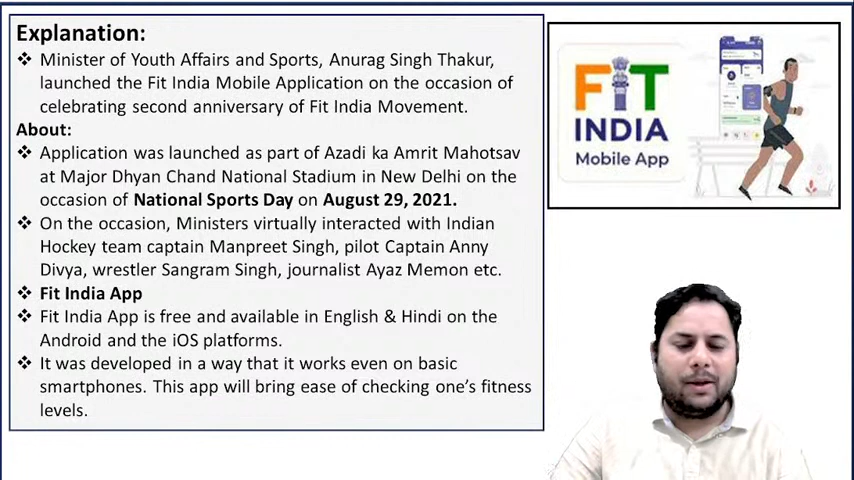 Explanation:
❖ Minister of Youth Affairs and Sports, Anurag Singh Thakur,
launched the Fit India Mobile Application on the occasion of
celebrating second anniversary of Fit India Movement.
About:
❖ Application was launched as part of Azadi ka Amrit Mahotsav
at Major Dhyan Chand National Stadium in New Delhi on the
occasion of National Sports Day on August 29, 2021.
❖ On the occasion, Ministers virtually interacted with Indian
Hockey team captain Manpreet Singh, pilot Captain Anny
Divya, wrestler Sangram Singh, journalist Ayaz Memon etc.
❖ Fit India App
❖ Fit India App is free and available in English & Hindi on the
Android and the iOS platforms.
❖ It was developed in a way that it works even on basic
smartphones. This app will bring ease of checking one’s fitness
levels.
FIT
INDIA
Mobile App